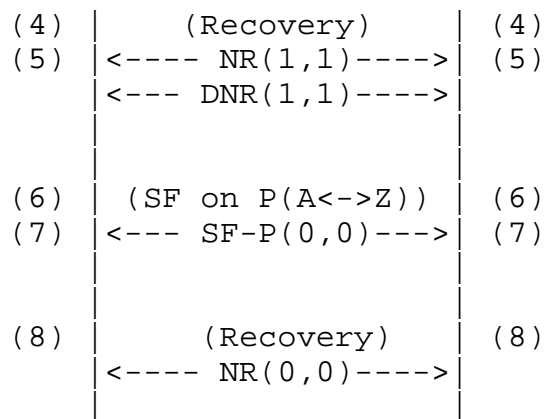 (4) | (Recovery) | (4)
(5) |<---- NR(1,1)---->| (5)
|<--- DNR(1,1)--->|
| |
| |
(6) | (SF on P(A<->Z)) | (6)
(7) |<--- SF-P(0,0)--->| (7)
| |
| |
(8) | (Recovery) | (8)
|<---- NR(0,0)---->|
| |